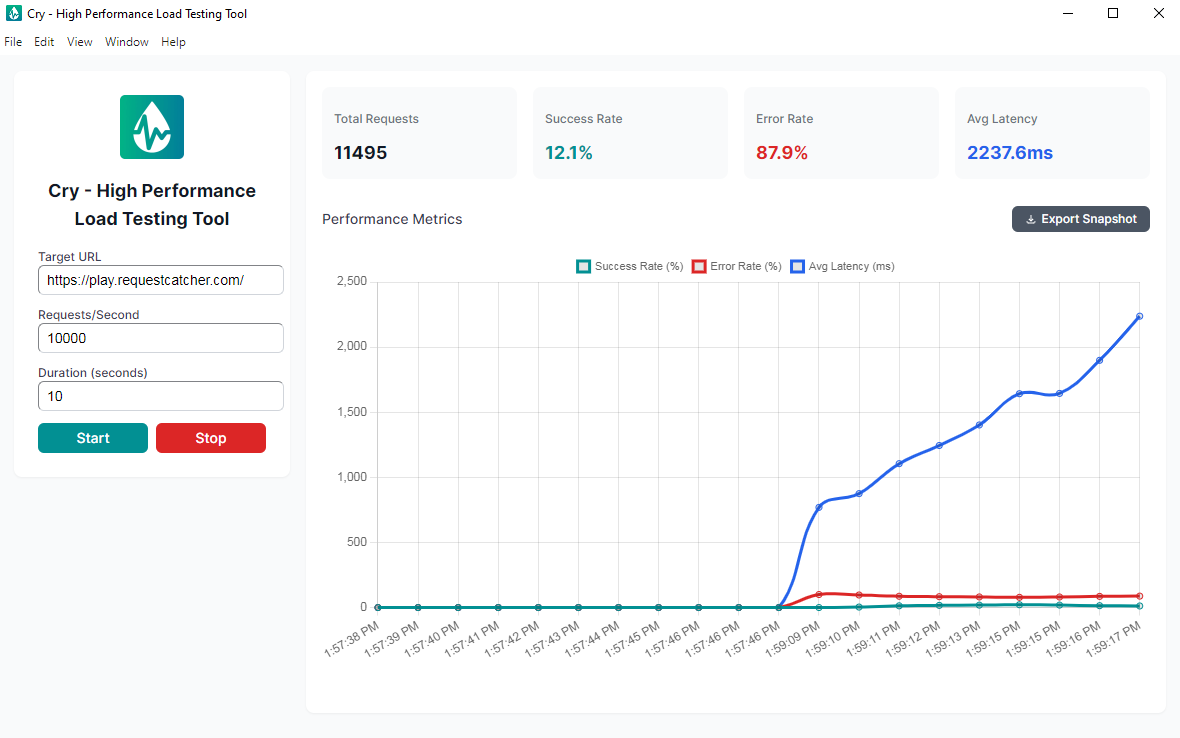 Cry - High Performance Load Testing Tool
File Edit View Window Help
Cry - High Performance
Load Testing Tool
Target URL
https://play.requestcatcher.com/
Requests/Second
10000
Duration (seconds)
10
Start Stop
Total Requests
11495
Success Rate
12.1%
Error Rate
87.9%
Avg Latency
2237.6ms
Performance Metrics
Export Snapshot
Success Rate (%) Error Rate (%) Avg Latency (ms)
2,500
2,000
1,500
1,000
500
0
1:57:38 PM
1:57:39 PM
1:57:40 PM
1:57:41 PM
1:57:42 PM
1:57:43 PM
1:57:44 PM
1:57:45 PM
1:57:46 PM
1:57:46 PM
1:57:46 PM
1:59:09 PM
1:59:10 PM
1:59:11 PM
1:59:12 PM
1:59:13 PM
1:59:15 PM
1:59:15 PM
1:59:16 PM
1:59:17 PM